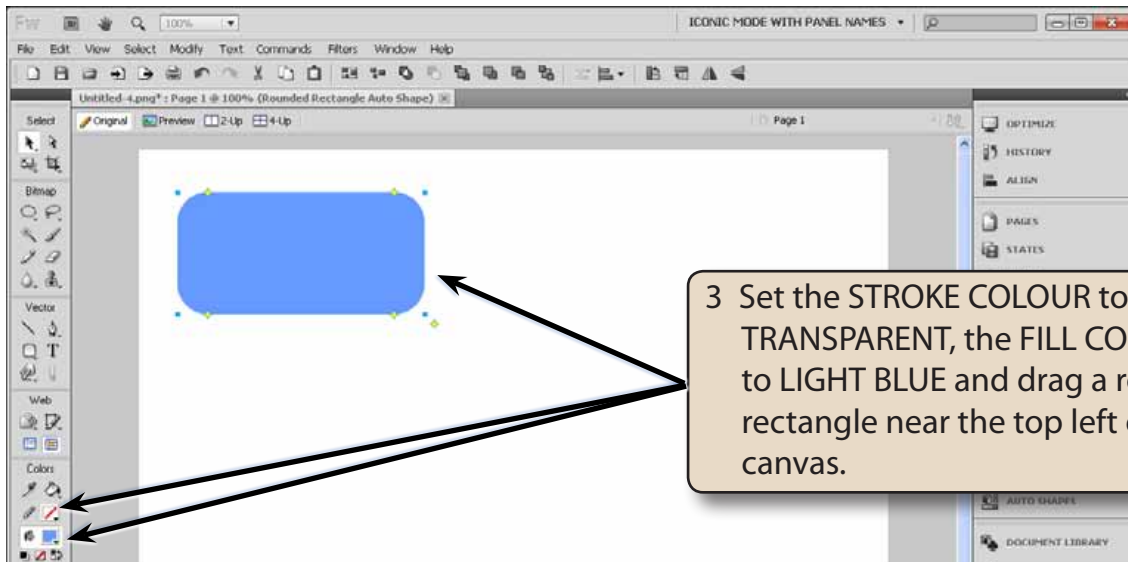 Fw 100% ICONIC MODE WITH PANEL NAMES
File Edit View Select Modify Text Commands Filters Window Help
Untitled-4.png* : Page 1 @ 100% (Rounded Rectangle Auto Shape)
Select Original Preview 2-Up 4-Up Page 1
OPTIMIZE
HISTORY
ALIGN
Bitmap
PAGES
STATES
Vector
T
Web
Colors
3 Set the STROKE COLOUR to
TRANSPARENT, the FILL CO
to LIGHT BLUE and drag a r
rectangle near the top left
canvas.
AUTO SHAPES
DOCUMENT LIBRARY